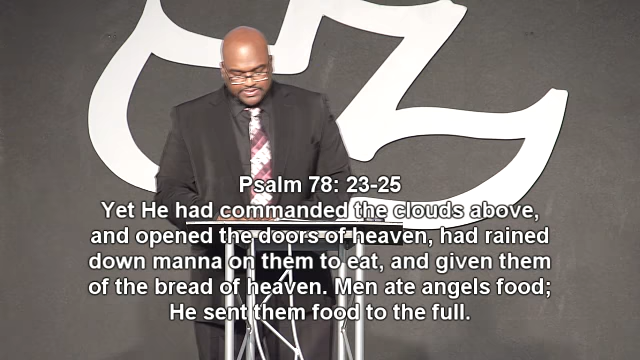 Psalm 78: 23-25
Yet He had commanded the clouds above,
and opened the doors of heaven, had rained
down manna on them to eat, and given them
of the bread of heaven. Men ate angels food;
He sent them food to the full.